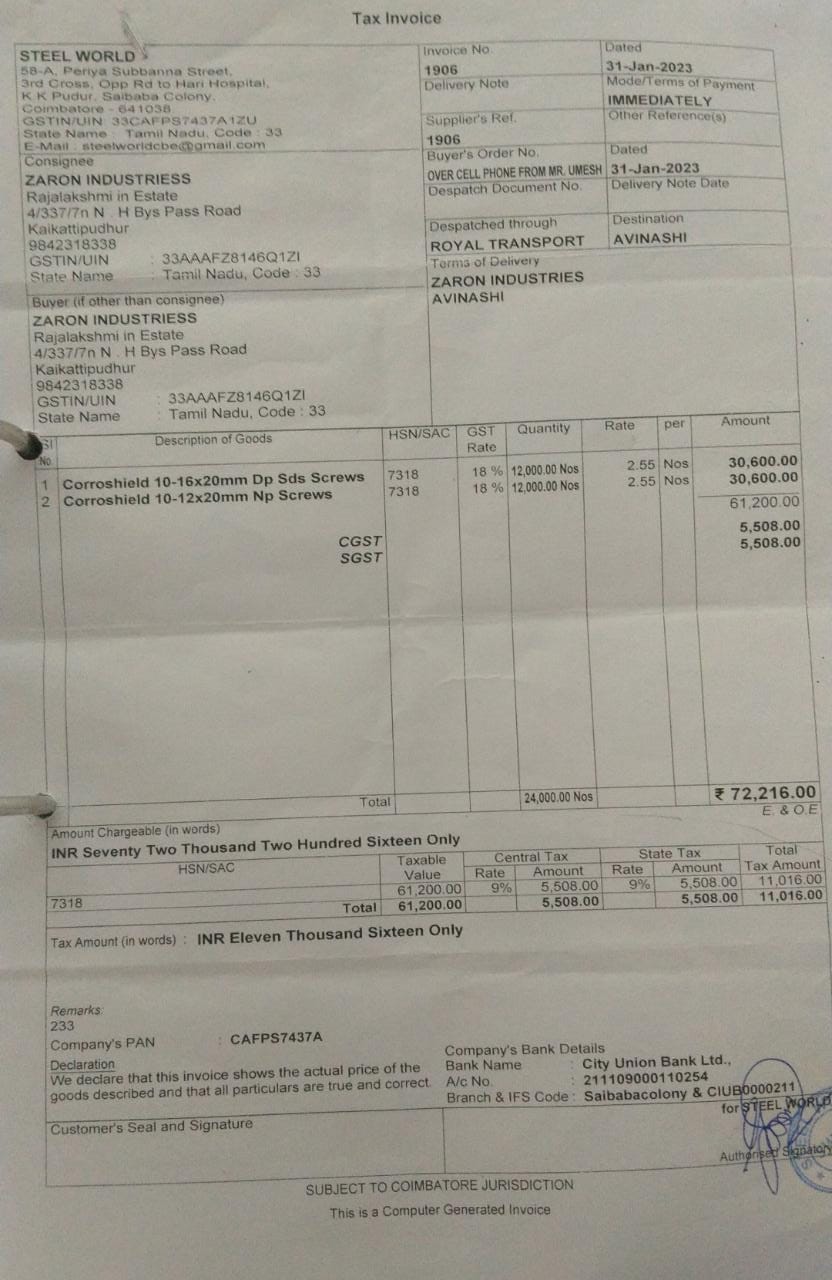 Tax Invoice
STEEL WORLD
58-A, Periya Subbanna Street,
3rd Cross, Opp Rd to Hari Hospital,
K K Pudur, Saibaba Colony,
Coimbatore - 641038
GSTIN/UIN: 33CAFPS7437A1ZU
State Name : Tamil Nadu, Code : 33
E-Mail : steelworldcbe@gmail.com
Invoice No.
1906
Dated
31-Jan-2023
Delivery Note
Mode/Terms of Payment
IMMEDIATELY
Supplier's Ref.
1906
Other Reference(s)
Consignee
ZARON INDUSTRIESS
Rajalakshmi in Estate
4/337/7n N . H Bys Pass Road
Kaikattipudhur
9842318338
GSTIN/UIN : 33AAAFZ8146Q1ZI
State Name : Tamil Nadu, Code : 33
Buyer's Order No.
OVER CELL PHONE FROM MR. UMESH
Dated
31-Jan-2023
Despatch Document No.
Delivery Note Date
Despatched through
ROYAL TRANSPORT
Destination
AVINASHI
Terms of Delivery
ZARON INDUSTRIES
AVINASHI
Buyer (if other than consignee)
ZARON INDUSTRIESS
Rajalakshmi in Estate
4/337/7n N . H Bys Pass Road
Kaikattipudhur
9842318338
GSTIN/UIN : 33AAAFZ8146Q1ZI
State Name : Tamil Nadu, Code : 33
Sl No. Description of Goods HSN/SAC GST Rate Quantity Rate per Amount
1 Corroshield 10-16x20mm Dp Sds Screws 7318 18 % 12,000.00 Nos 2.55 Nos 30,600.00
2 Corroshield 10-12x20mm Np Screws 7318 18 % 12,000.00 Nos 2.55 Nos 30,600.00
61,200.00
CGST 5,508.00
SGST 5,508.00
Total 24,000.00 Nos ₹ 72,216.00
E. & O.E
Amount Chargeable (in words)
INR Seventy Two Thousand Two Hundred Sixteen Only
HSN/SAC Taxable Value Central Tax State Tax Total Tax Amount
Rate Amount Rate Amount
7318 61,200.00 9% 5,508.00 9% 5,508.00 11,016.00
Total 61,200.00 5,508.00 5,508.00 11,016.00
Tax Amount (in words) : INR Eleven Thousand Sixteen Only
Remarks:
233
Company's PAN : CAFPS7437A
Declaration
We declare that this invoice shows the actual price of the
goods described and that all particulars are true and correct.
Company's Bank Details
Bank Name : City Union Bank Ltd.,
A/c No. : 211109000110254
Branch & IFS Code : Saibabacolony & CIUB0000211
for STEEL WORLD
Customer's Seal and Signature
Authorised Signatory
SUBJECT TO COIMBATORE JURISDICTION
This is a Computer Generated Invoice